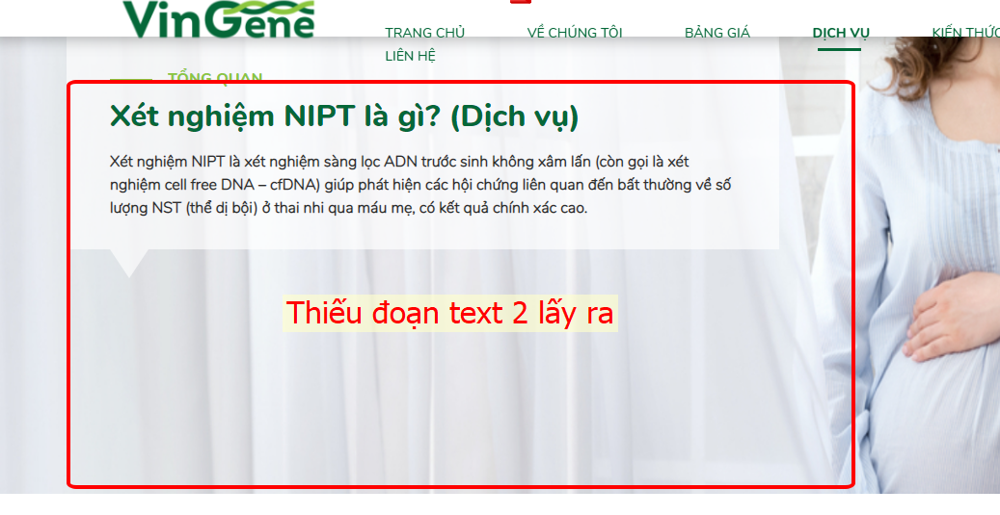 VinGene
TRANG CHỦ VỀ CHÚNG TÔI BẢNG GIÁ DỊCH VỤ KIẾN THỨC
LIÊN HỆ
TỔNG QUAN
Xét nghiệm NIPT là gì? (Dịch vụ)
Xét nghiệm NIPT là xét nghiệm sàng lọc ADN trước sinh không xâm lấn (còn gọi là xét
nghiệm cell free DNA – cfDNA) giúp phát hiện các hội chứng liên quan đến bất thường về số
lượng NST (thể dị bội) ở thai nhi qua máu mẹ, có kết quả chính xác cao.
Thiếu đoạn text 2 lấy ra